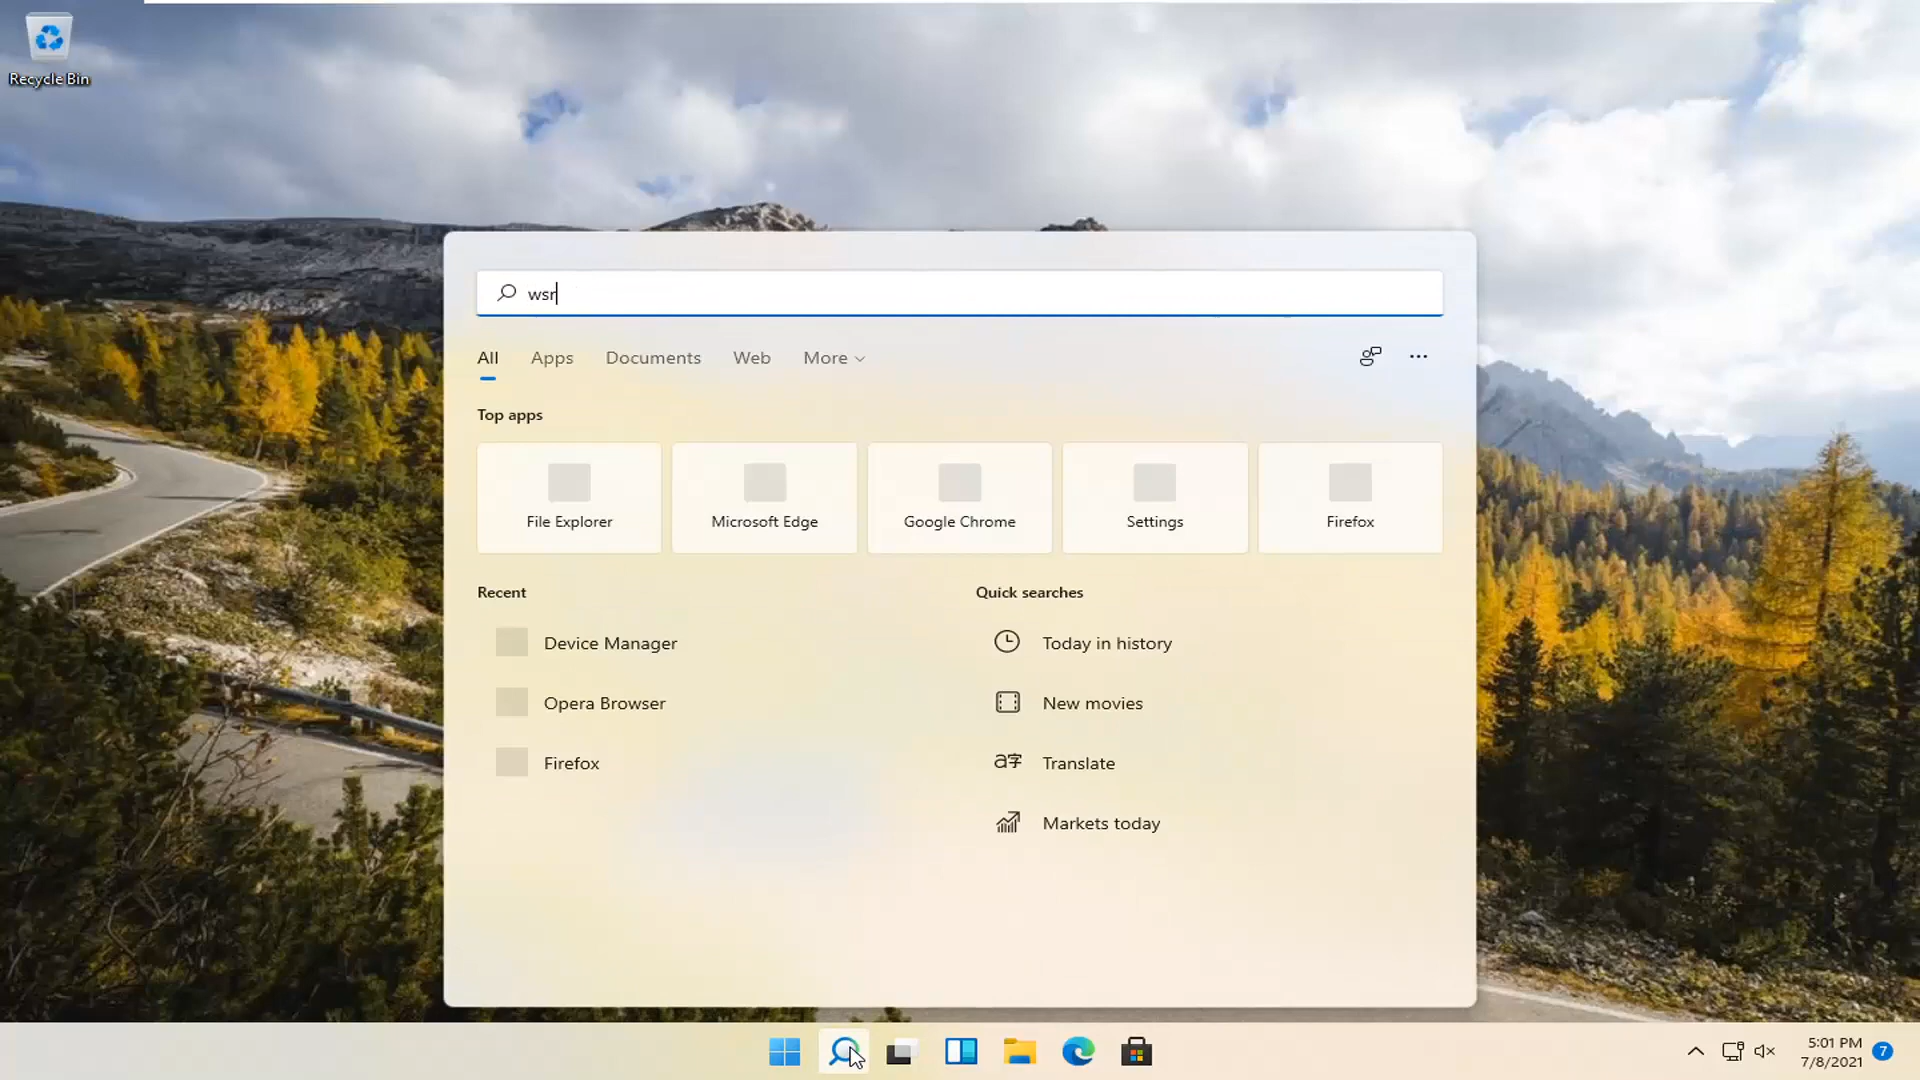 Recycle Bin
wsr
All Apps Documents Web More
Top apps
File Explorer Microsoft Edge Google Chrome Settings Firefox
Recent Quick searches
Device Manager Today in history
Opera Browser New movies
Firefox a字 Translate
Markets today
5:01 PM
7/8/2021 7